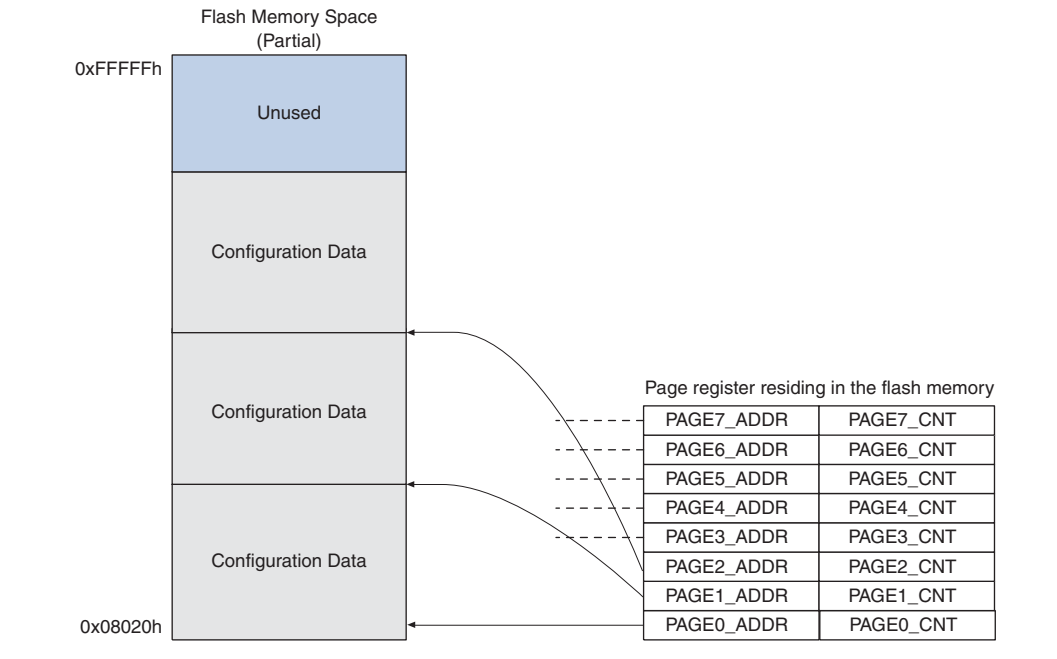 Flash Memory Space
(Partial)
0xFFFFFh
Unused
Configuration Data
Configuration Data
Configuration Data
0x08020h
Page register residing in the flash memory
PAGE7_ADDR PAGE7_CNT
PAGE6_ADDR PAGE6_CNT
PAGE5_ADDR PAGE5_CNT
PAGE4_ADDR PAGE4_CNT
PAGE3_ADDR PAGE3_CNT
PAGE2_ADDR PAGE2_CNT
PAGE1_ADDR PAGE1_CNT
PAGE0_ADDR PAGE0_CNT